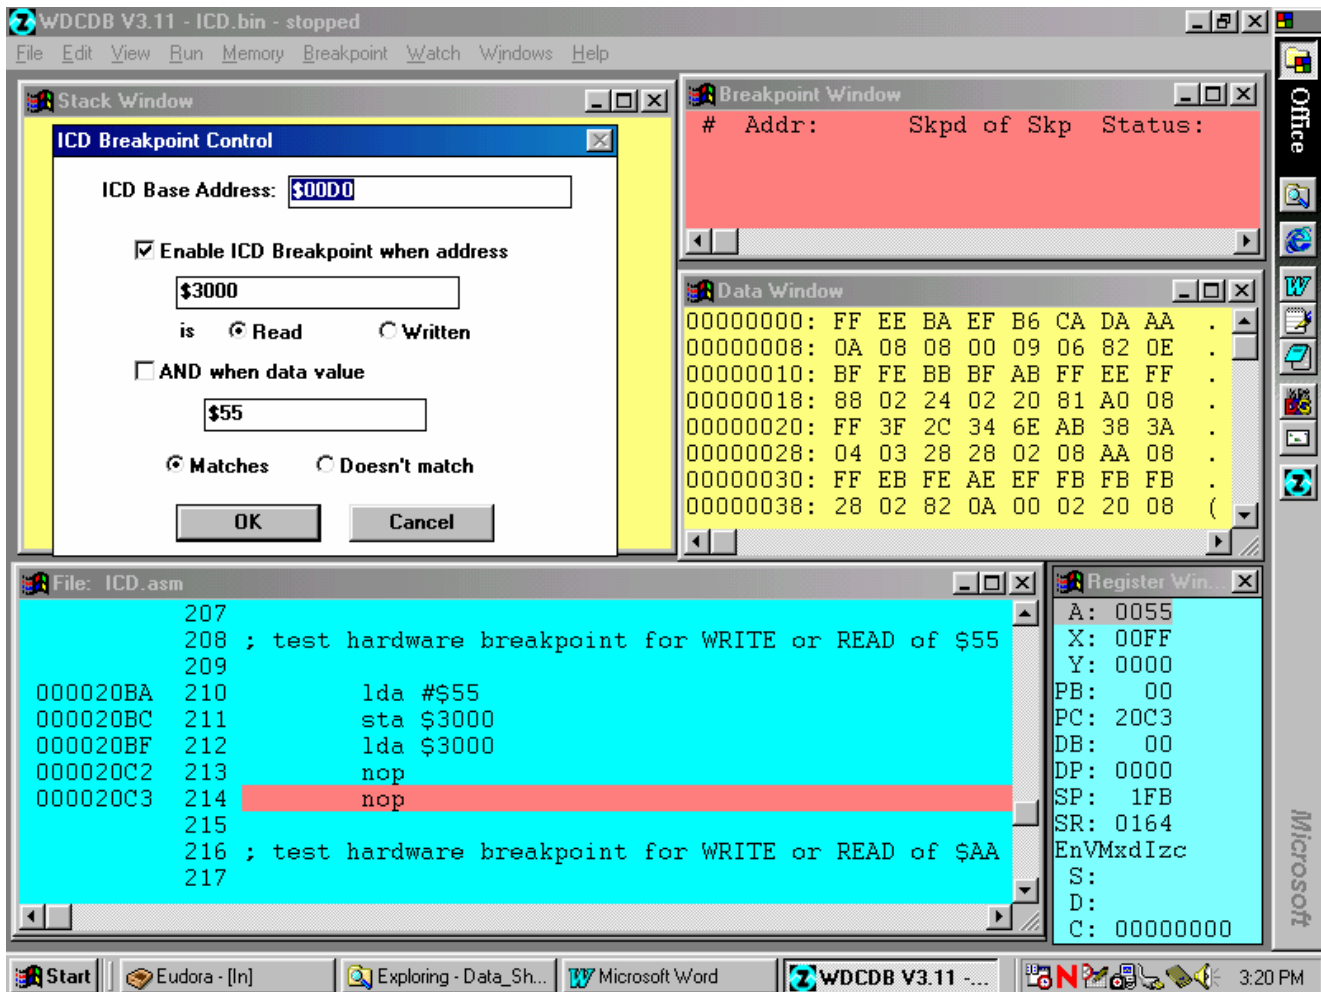 WDCDB V3.11 - ICD.bin - stopped
File Edit View Run Memory Breakpoint Watch Windows Help
Stack Window
ICD Breakpoint Control
ICD Base Address: $00D0
Enable ICD Breakpoint when address
$3000
is Read Written
AND when data value
$55
Matches Doesn't match
OK Cancel
Breakpoint Window
# Addr: Skpd of Skp Status:
Data Window
00000000: FF EE BA EF B6 CA DA AA .
00000008: 0A 08 08 00 09 06 82 0E .
00000010: BF FE BB BF AB FF EE FF .
00000018: 88 02 24 02 20 81 A0 08 .
00000020: FF 3F 2C 34 6E AB 38 3A .
00000028: 04 03 28 28 02 08 AA 08 .
00000030: FF EB FE AE EF FB FB FB .
00000038: 28 02 82 0A 00 02 20 08 (
File: ICD.asm
207
208 ; test hardware breakpoint for WRITE or READ of $55
209
000020BA 210 lda #$55
000020BC 211 sta $3000
000020BF 212 lda $3000
000020C2 213 nop
000020C3 214 nop
215
216 ; test hardware breakpoint for WRITE or READ of $AA
217
Register Win...
A: 0055
X: 00FF
Y: 0000
PB: 00
PC: 20C3
DB: 00
DP: 0000
SP: 1FB
SR: 0164
EnVMxdIzc
S:
D:
C: 00000000
Office
Microsoft
Start Eudora - [In] Exploring - Data_Sh... Microsoft Word WDCDB V3.11 -... 3:20 PM